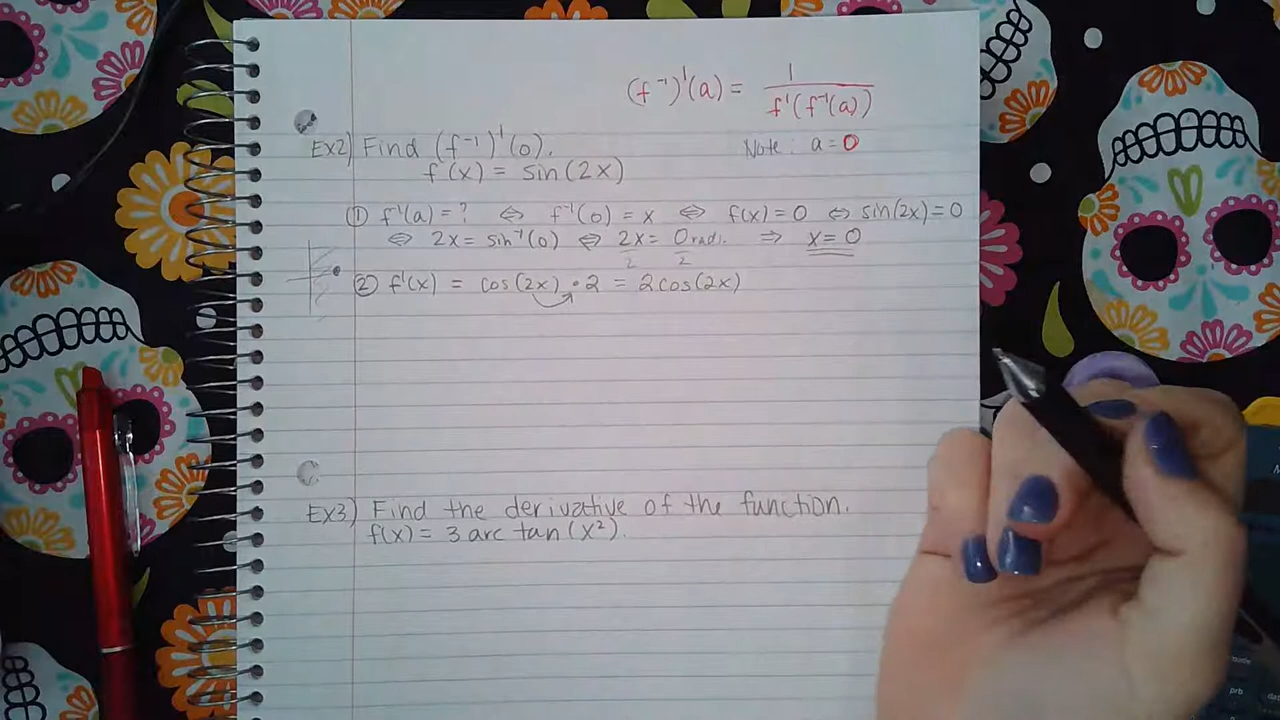 (f⁻¹)'(a) = 1 / f'(f⁻¹(a))
Ex2) Find (f⁻¹)'(0). Note: a=0
f(x) = sin(2x)
① f⁻¹(a)=? ⇔ f⁻¹(0)=x ⇔ f(x)=0 ⇔ sin(2x)=0
⇔ 2x = sin⁻¹(0) ⇔ 2x/2 = 0 rad./2 ⇒ x=0
② f'(x) = cos(2x)·2 = 2cos(2x)
Ex3) Find the derivative of the function.
f(x) = 3 arc tan(x²).